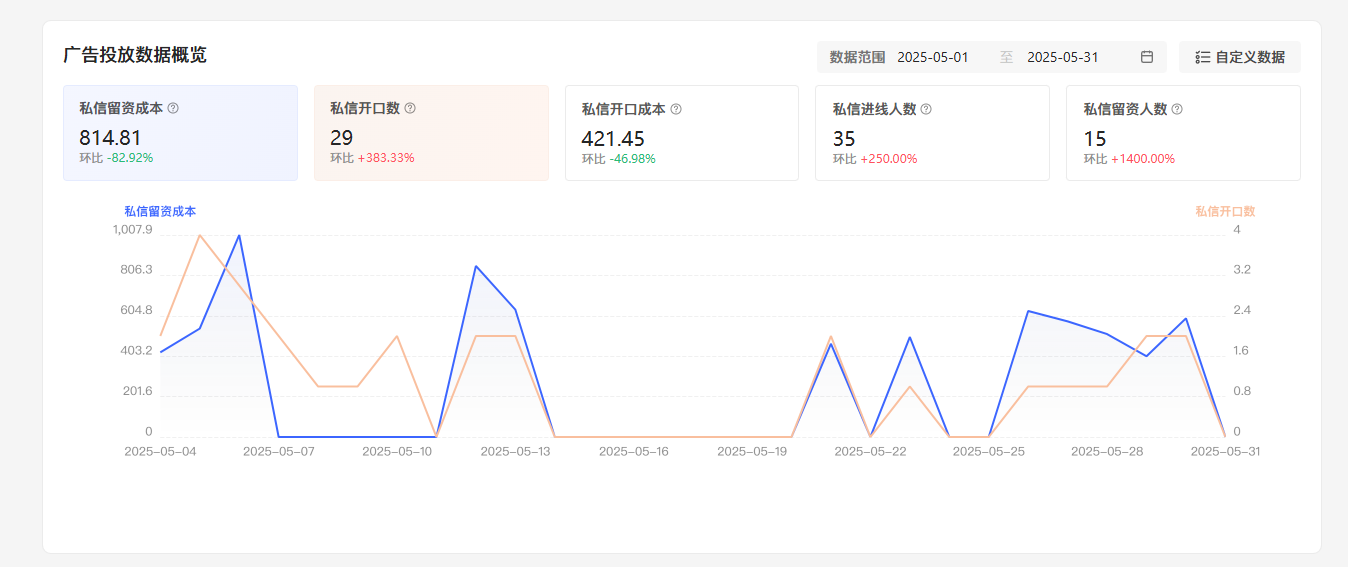 广告投放数据概览
数据范围 2025-05-01 至 2025-05-31 自定义数据
私信留资成本
814.81
环比 -82.92%
私信开口数
29
环比 +383.33%
私信开口成本
421.45
环比 -46.98%
私信进线人数
35
环比 +250.00%
私信留资人数
15
环比 +1400.00%
私信留资成本 私信开口数
1,007.9 4
806.3 3.2
604.8 2.4
403.2 1.6
201.6 0.8
0 0
2025-05-04 2025-05-07 2025-05-10 2025-05-13 2025-05-16 2025-05-19 2025-05-22 2025-05-25 2025-05-28 2025-05-31